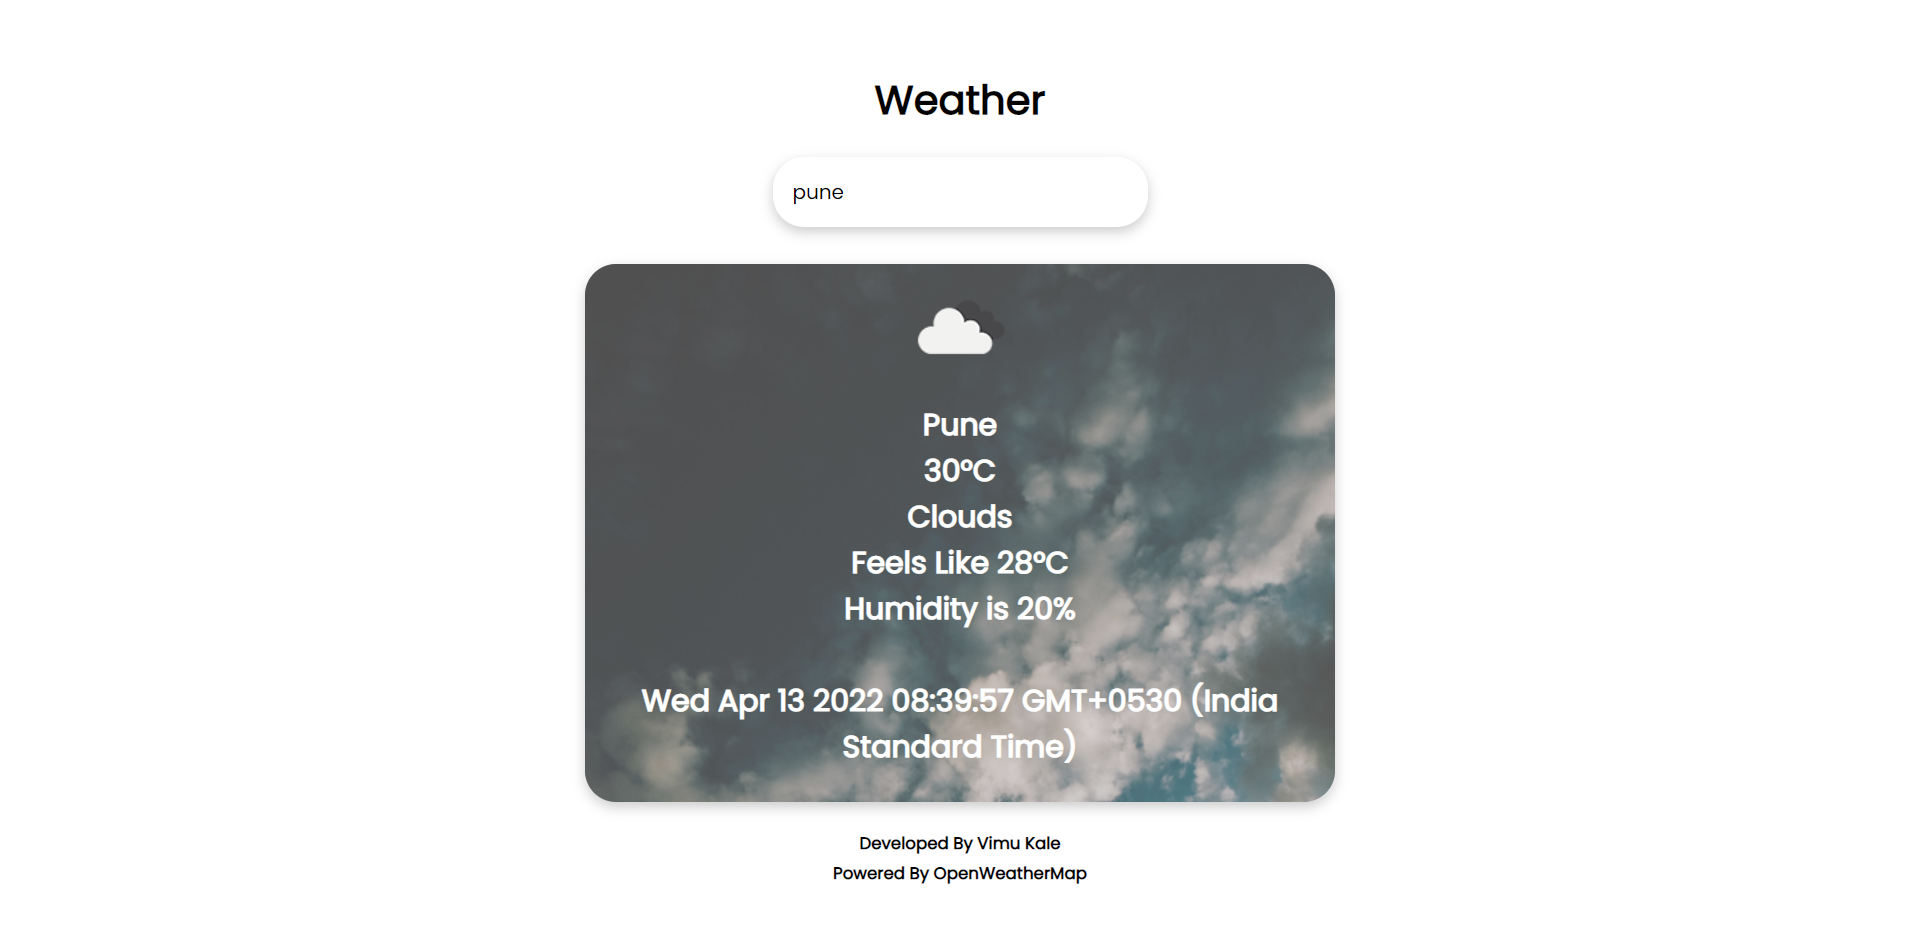 Weather
pune
Pune
30°C
Clouds
Feels Like 28°C
Humidity is 20%
Wed Apr 13 2022 08:39:57 GMT+0530 (India
Standard Time)
Developed By Vimu Kale
Powered By OpenWeatherMap